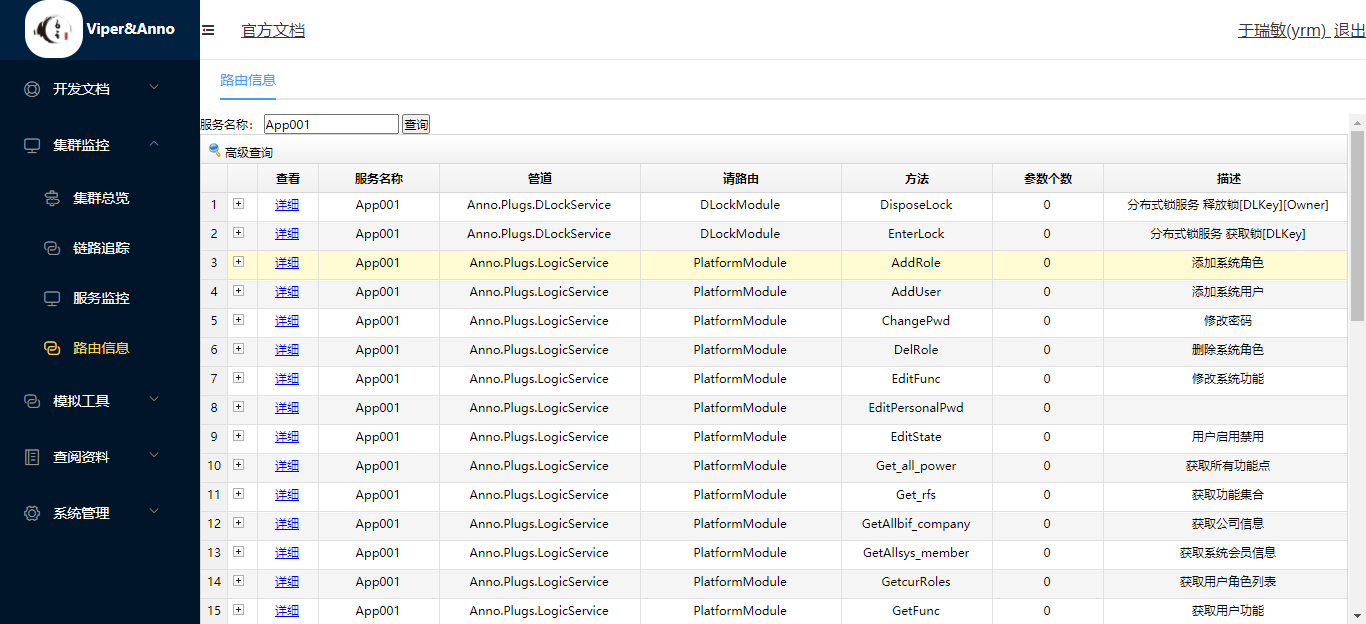 Viper&Anno
官方文档
于瑞敏(yrm) 退出
开发文档
集群监控
集群总览
链路追踪
服务监控
路由信息
模拟工具
查阅资料
系统管理
路由信息
服务名称: App001 查询
高级查询
查看 服务名称 管道 请路由 方法 参数个数 描述
1 详细 App001 Anno.Plugs.DLockService DLockModule DisposeLock 0 分布式锁服务 释放锁[DLKey][Owner]
2 详细 App001 Anno.Plugs.DLockService DLockModule EnterLock 0 分布式锁服务 获取锁[DLKey]
3 详细 App001 Anno.Plugs.LogicService PlatformModule AddRole 0 添加系统角色
4 详细 App001 Anno.Plugs.LogicService PlatformModule AddUser 0 添加系统用户
5 详细 App001 Anno.Plugs.LogicService PlatformModule ChangePwd 0 修改密码
6 详细 App001 Anno.Plugs.LogicService PlatformModule DelRole 0 删除系统角色
7 详细 App001 Anno.Plugs.LogicService PlatformModule EditFunc 0 修改系统功能
8 详细 App001 Anno.Plugs.LogicService PlatformModule EditPersonalPwd 0
9 详细 App001 Anno.Plugs.LogicService PlatformModule EditState 0 用户启用禁用
10 详细 App001 Anno.Plugs.LogicService PlatformModule Get_all_power 0 获取所有功能点
11 详细 App001 Anno.Plugs.LogicService PlatformModule Get_rfs 0 获取功能集合
12 详细 App001 Anno.Plugs.LogicService PlatformModule GetAllbif_company 0 获取公司信息
13 详细 App001 Anno.Plugs.LogicService PlatformModule GetAllsys_member 0 获取系统会员信息
14 详细 App001 Anno.Plugs.LogicService PlatformModule GetcurRoles 0 获取用户角色列表
15 详细 App001 Anno.Plugs.LogicService PlatformModule GetFunc 0 获取用户功能